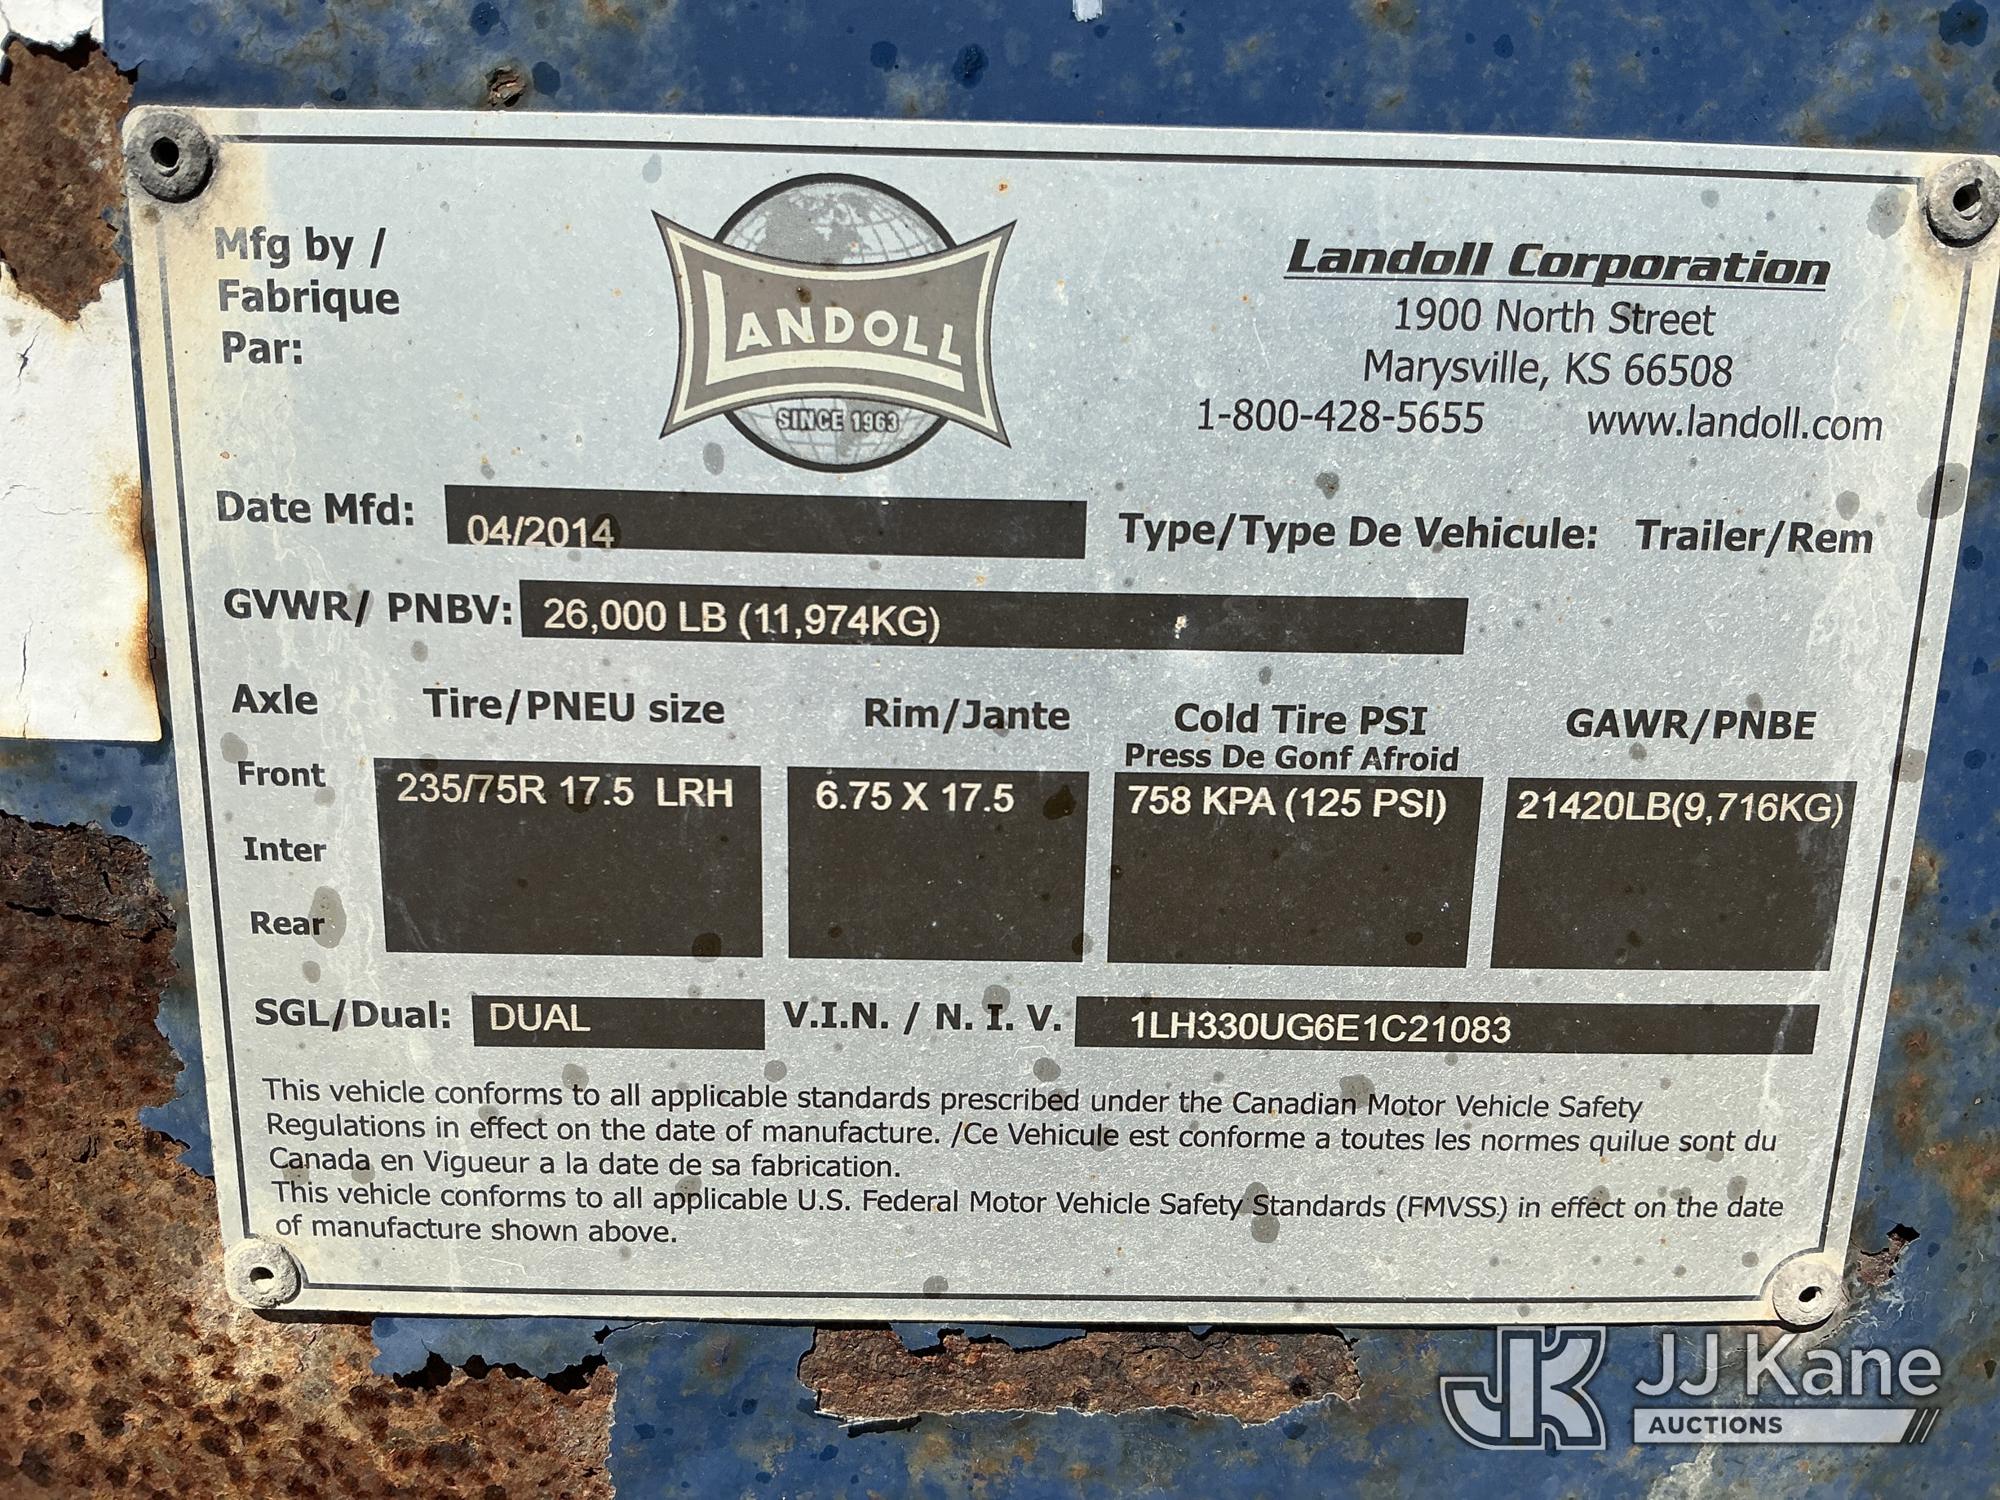 Mfg by /
Fabrique
Par:
LANDOLL
SINCE 1963
Landoll Corporation
1900 North Street
Marysville, KS 66508
1-800-428-5655 www.landoll.com
Date Mfd: 04/2014 Type/Type De Vehicule: Trailer/Rem
GVWR/ PNBV: 26,000 LB (11,974KG)
Axle Tire/PNEU size Rim/Jante Cold Tire PSI GAWR/PNBE
Press De Gonf Afroid
Front 235/75R 17.5 LRH 6.75 X 17.5 758 KPA (125 PSI) 21420LB(9,716KG)
Inter
Rear
SGL/Dual: DUAL V.I.N. / N. I. V. 1LH330UG6E1C21083
This vehicle conforms to all applicable standards prescribed under the Canadian Motor Vehicle Safety
Regulations in effect on the date of manufacture. /Ce Vehicule est conforme a toutes les normes quilue sont du
Canada en Vigueur a la date de sa fabrication.
This vehicle conforms to all applicable U.S. Federal Motor Vehicle Safety Standards (FMVSS) in effect on the date
of manufacture shown above.
JK JJ Kane
AUCTIONS